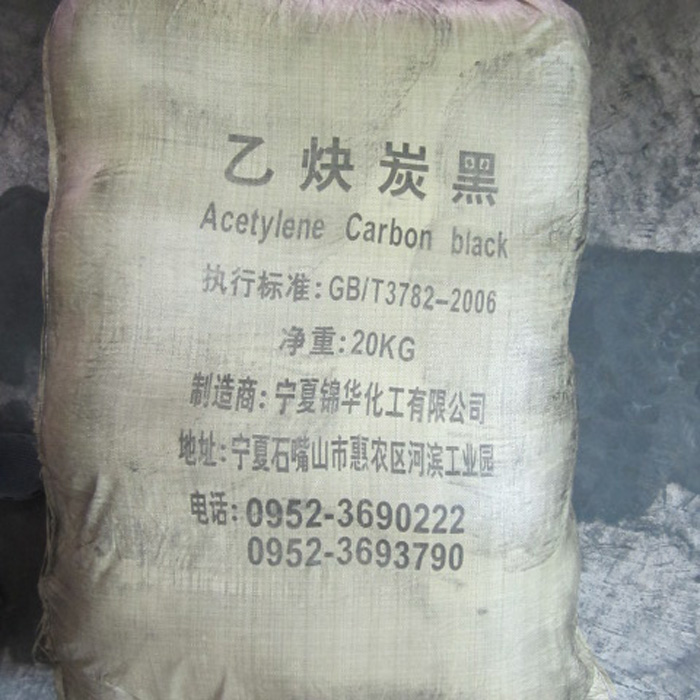 乙炔炭黑
Acetylene Carbon black
执行标准:GB/T3782-2006
净重:20KG
制造商:宁夏锦华化工有限公司
地址:宁夏石嘴山市惠农区河滨工业园
电话:0952-3690222
0952-3693790